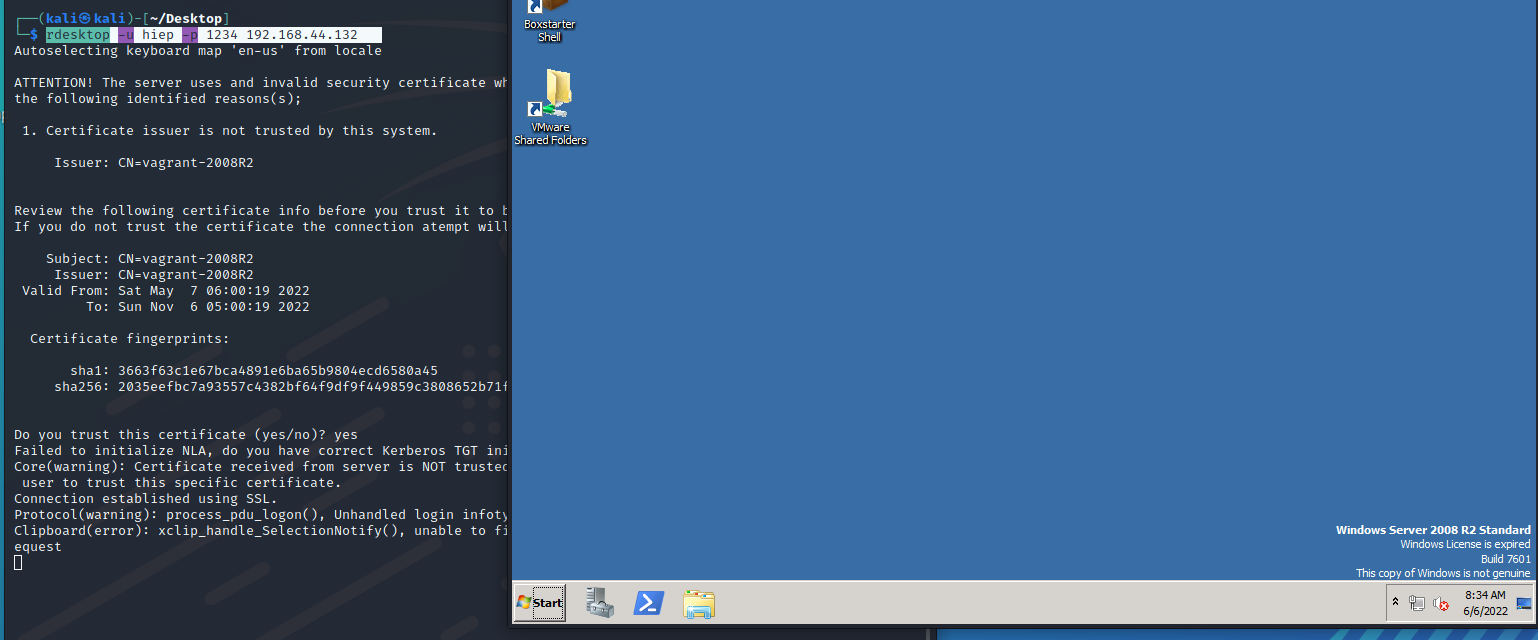 ┌──(kali㉿kali)-[~/Desktop]
└─$ rdesktop -u hiep -p 1234 192.168.44.132
Autoselecting keyboard map 'en-us' from locale
ATTENTION! The server uses and invalid security certificate wh
the following identified reasons(s);
1. Certificate issuer is not trusted by this system.
Issuer: CN=vagrant-2008R2
Review the following certificate info before you trust it to b
If you do not trust the certificate the connection atempt will
Subject: CN=vagrant-2008R2
Issuer: CN=vagrant-2008R2
Valid From: Sat May  7 06:00:19 2022
To: Sun Nov  6 05:00:19 2022
Certificate fingerprints:
sha1: 3663f63c1e67bca4891e6ba65b9804ecd6580a45
sha256: 2035eefbc7a93557c4382bf64f9df9f449859c3808652b71f
Do you trust this certificate (yes/no)? yes
Failed to initialize NLA, do you have correct Kerberos TGT ini
Core(warning): Certificate received from server is NOT trusted
user to trust this specific certificate.
Connection established using SSL.
Protocol(warning): process_pdu_logon(), Unhandled login infoty
Clipboard(error): xclip_handle_SelectionNotify(), unable to fi
equest
Boxstarter
Shell
VMware
Shared Folders
Windows Server 2008 R2 Standard
Windows License is expired
Build 7601
This copy of Windows is not genuine
Start
8:34 AM
6/6/2022